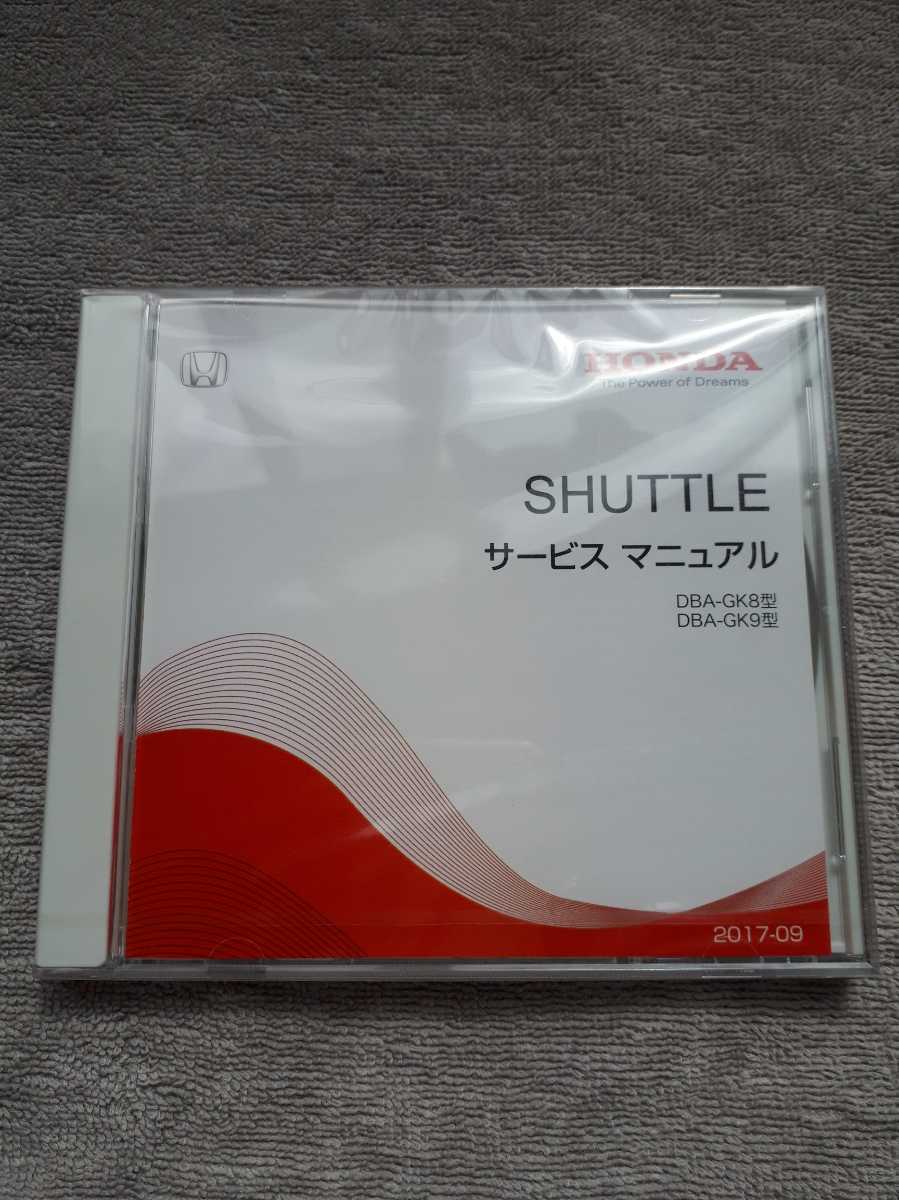 HONDA
The Power of Dreams
SHUTTLE
サービス マニュアル
DBA-GK8型
DBA-GK9型
2017-09